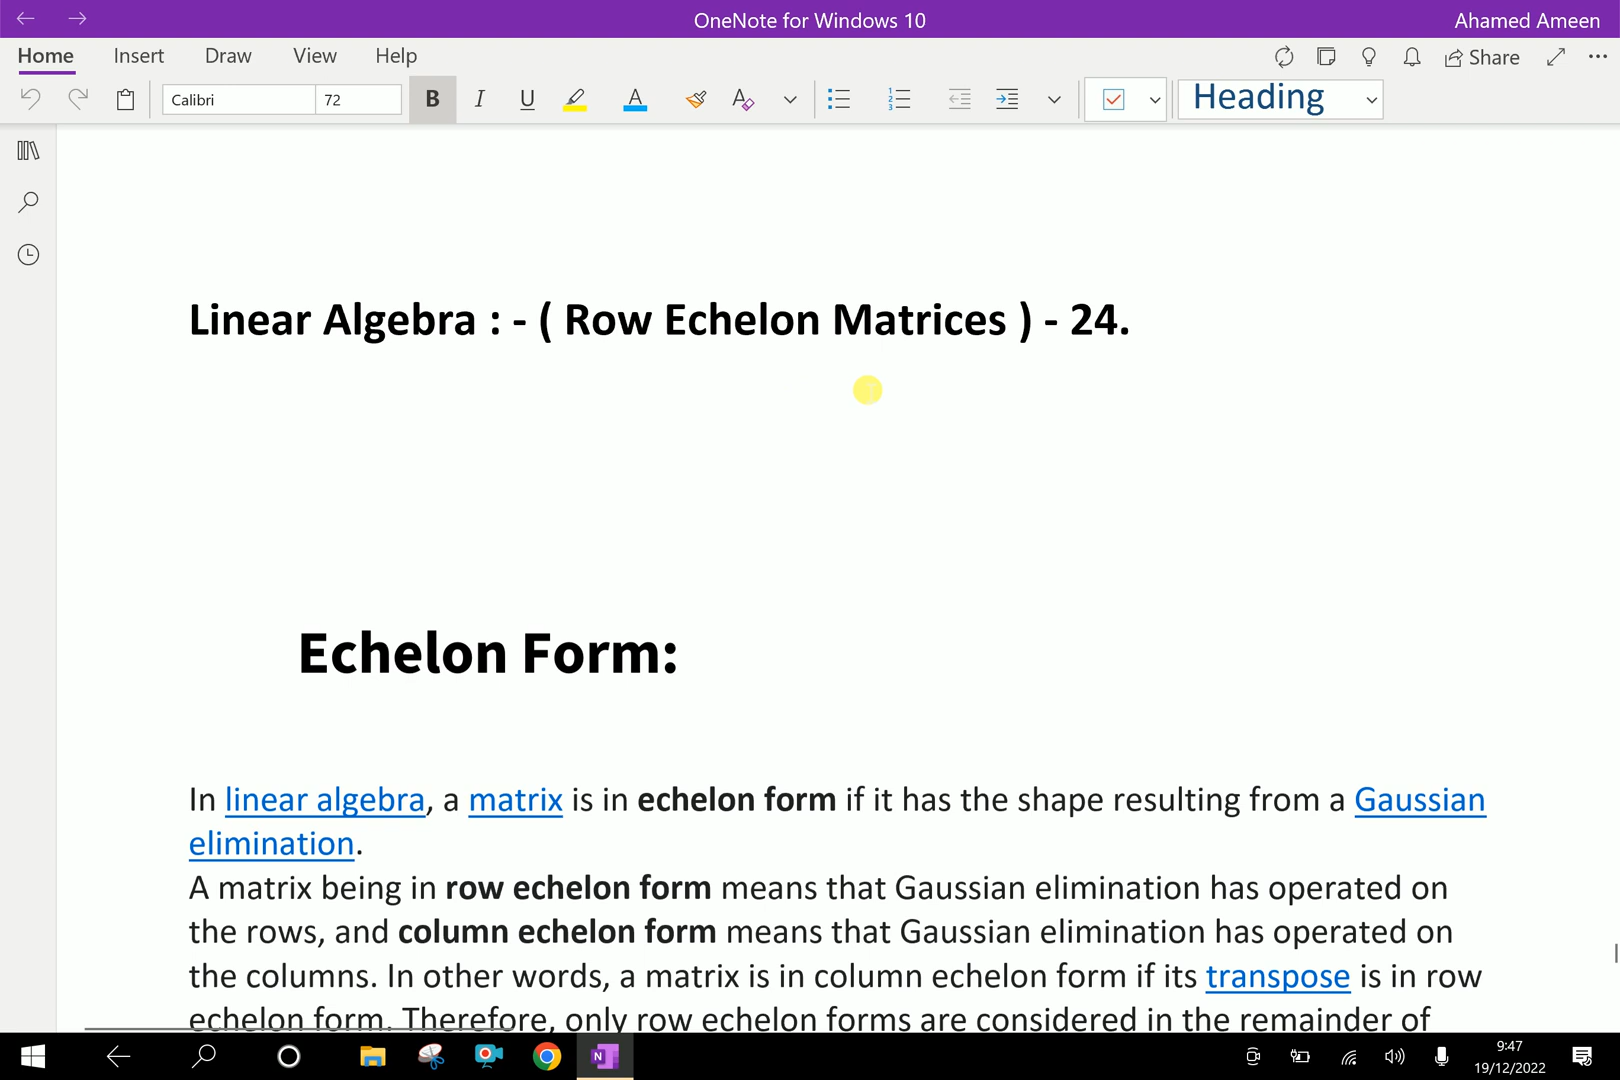 OneNote for Windows 10
Ahamed Ameen
Home Insert Draw View Help
Share
Calibri 72 B I U A A Heading
Linear Algebra : - ( Row Echelon Matrices ) - 24.
Echelon Form:
In linear algebra, a matrix is in echelon form if it has the shape resulting from a Gaussian
elimination.
A matrix being in row echelon form means that Gaussian elimination has operated on
the rows, and column echelon form means that Gaussian elimination has operated on
the columns. In other words, a matrix is in column echelon form if its transpose is in row
echelon form. Therefore, only row echelon forms are considered in the remainder of
N
9:47
19/12/2022